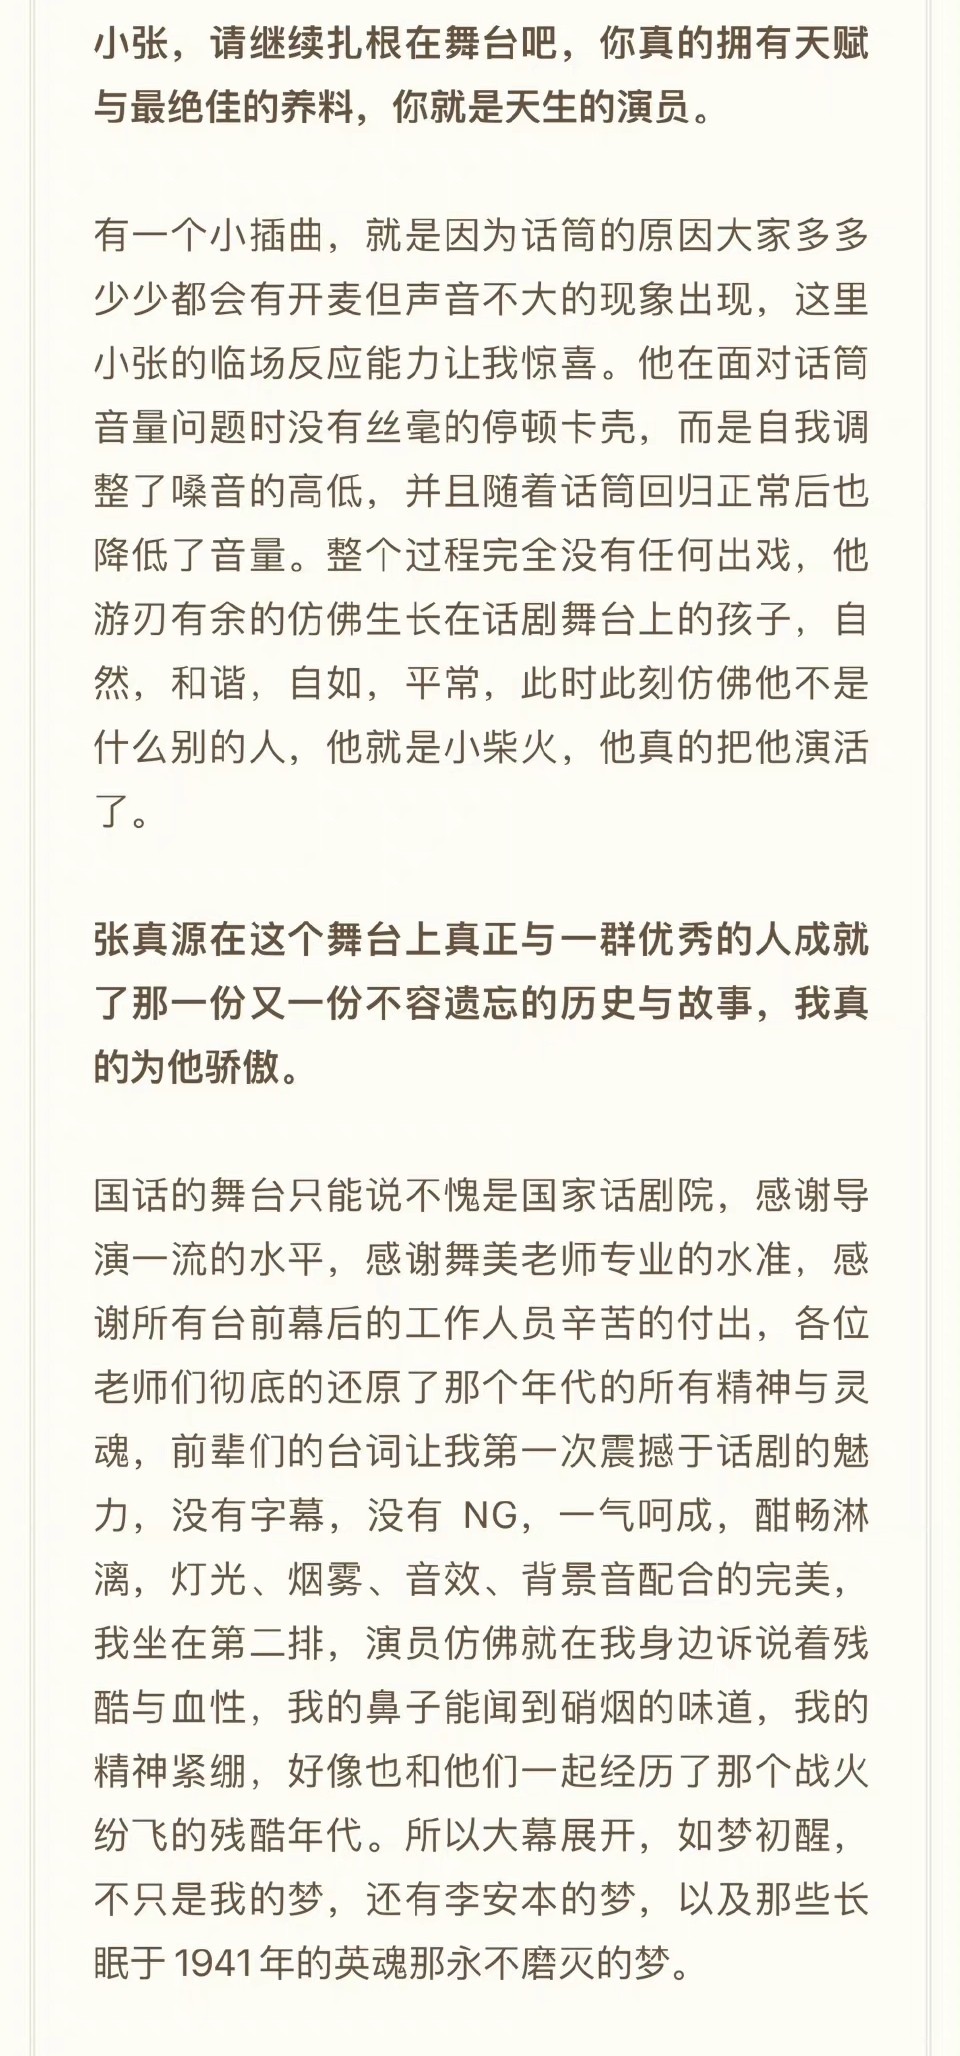 小张，请继续扎根在舞台吧，你真的拥有天赋
与最绝佳的养料，你就是天生的演员。
有一个小插曲，就是因为话筒的原因大家多多
少少都会有开麦但声音不大的现象出现，这里
小张的临场反应能力让我惊喜。他在面对话筒
音量问题时没有丝毫的停顿卡壳，而是自我调
整了嗓音的高低，并且随着话筒回归正常后也
降低了音量。整个过程完全没有任何出戏，他
游刃有余的仿佛生长在话剧舞台上的孩子，自
然，和谐，自如，平常，此时此刻仿佛他不是
什么别的人，他就是小柴火，他真的把他演活
了。
张真源在这个舞台上真正与一群优秀的人成就
了那一份又一份不容遗忘的历史与故事，我真
的为他骄傲。
国话的舞台只能说不愧是国家话剧院，感谢导
演一流的水平，感谢舞美老师专业的水准，感
谢所有台前幕后的工作人员辛苦的付出，各位
老师们彻底的还原了那个年代的所有精神与灵
魂，前辈们的台词让我第一次震撼于话剧的魅
力，没有字幕，没有 NG，一气呵成，酣畅淋
漓，灯光、烟雾、音效、背景音配合的完美，
我坐在第二排，演员仿佛就在我身边诉说着残
酷与血性，我的鼻子能闻到硝烟的味道，我的
精神紧绷，好像也和他们一起经历了那个战火
纷飞的残酷年代。所以大幕展开，如梦初醒，
不只是我的梦，还有李安本的梦，以及那些长
眠于1941年的英魂那永不磨灭的梦。